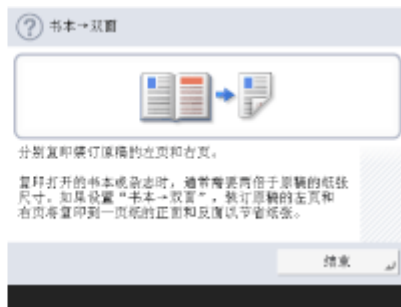 书本→双面
分别复印装订原稿的左页和右页。
复印打开的书本或杂志时，通常需要两倍于原稿的纸张
尺寸。如果设置“书本→双面”，装订原稿的左页和
右页将复印到一页纸的正面和反面以节省纸张。
结束